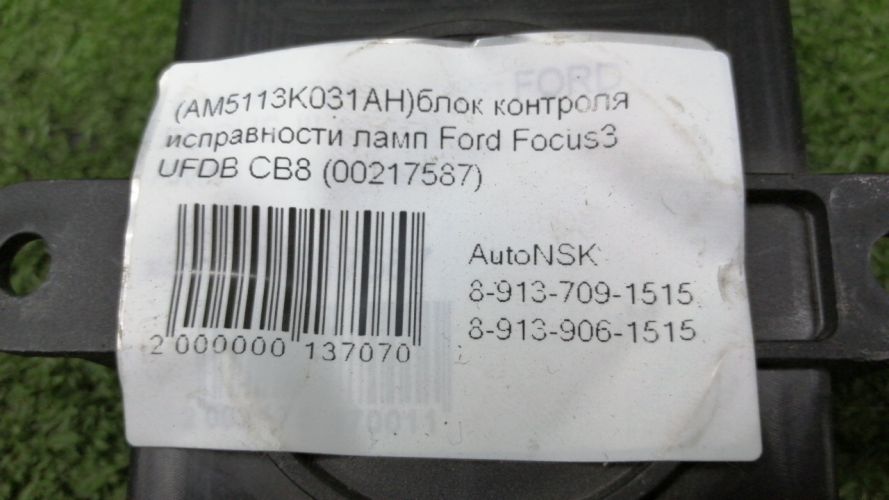 (AM5113K031AH)блок контроля
исправности ламп Ford Focus3
UFDB CB8 (00217587)
AutoNSK
8-913-709-1515
8-913-906-1515
2 000000 137070
FORD